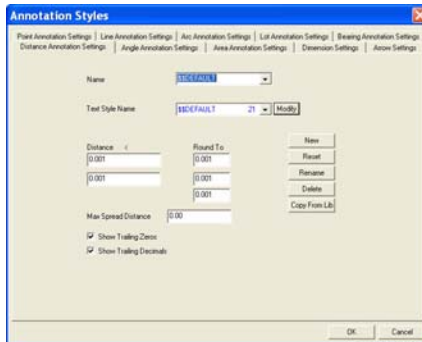 Annotation Styles
Point Annotation Settings Line Annotation Settings Arc Annotation Settings Lot Annotation Settings Bearing Annotation Settings
Distance Annotation Settings Angle Annotation Settings Area Annotation Settings Dimension Settings Arrow Settings
Name $$DEFAULT
Text Style Name $$DEFAULT 21 Modify
Distance < Round To New
0.001 0.001 Reset
0.001 0.001 Rename
0.001 Delete
Max Spread Distance 0.00 Copy From Lib
Show Trailing Zeros
Show Trailing Decimals
OK Cancel